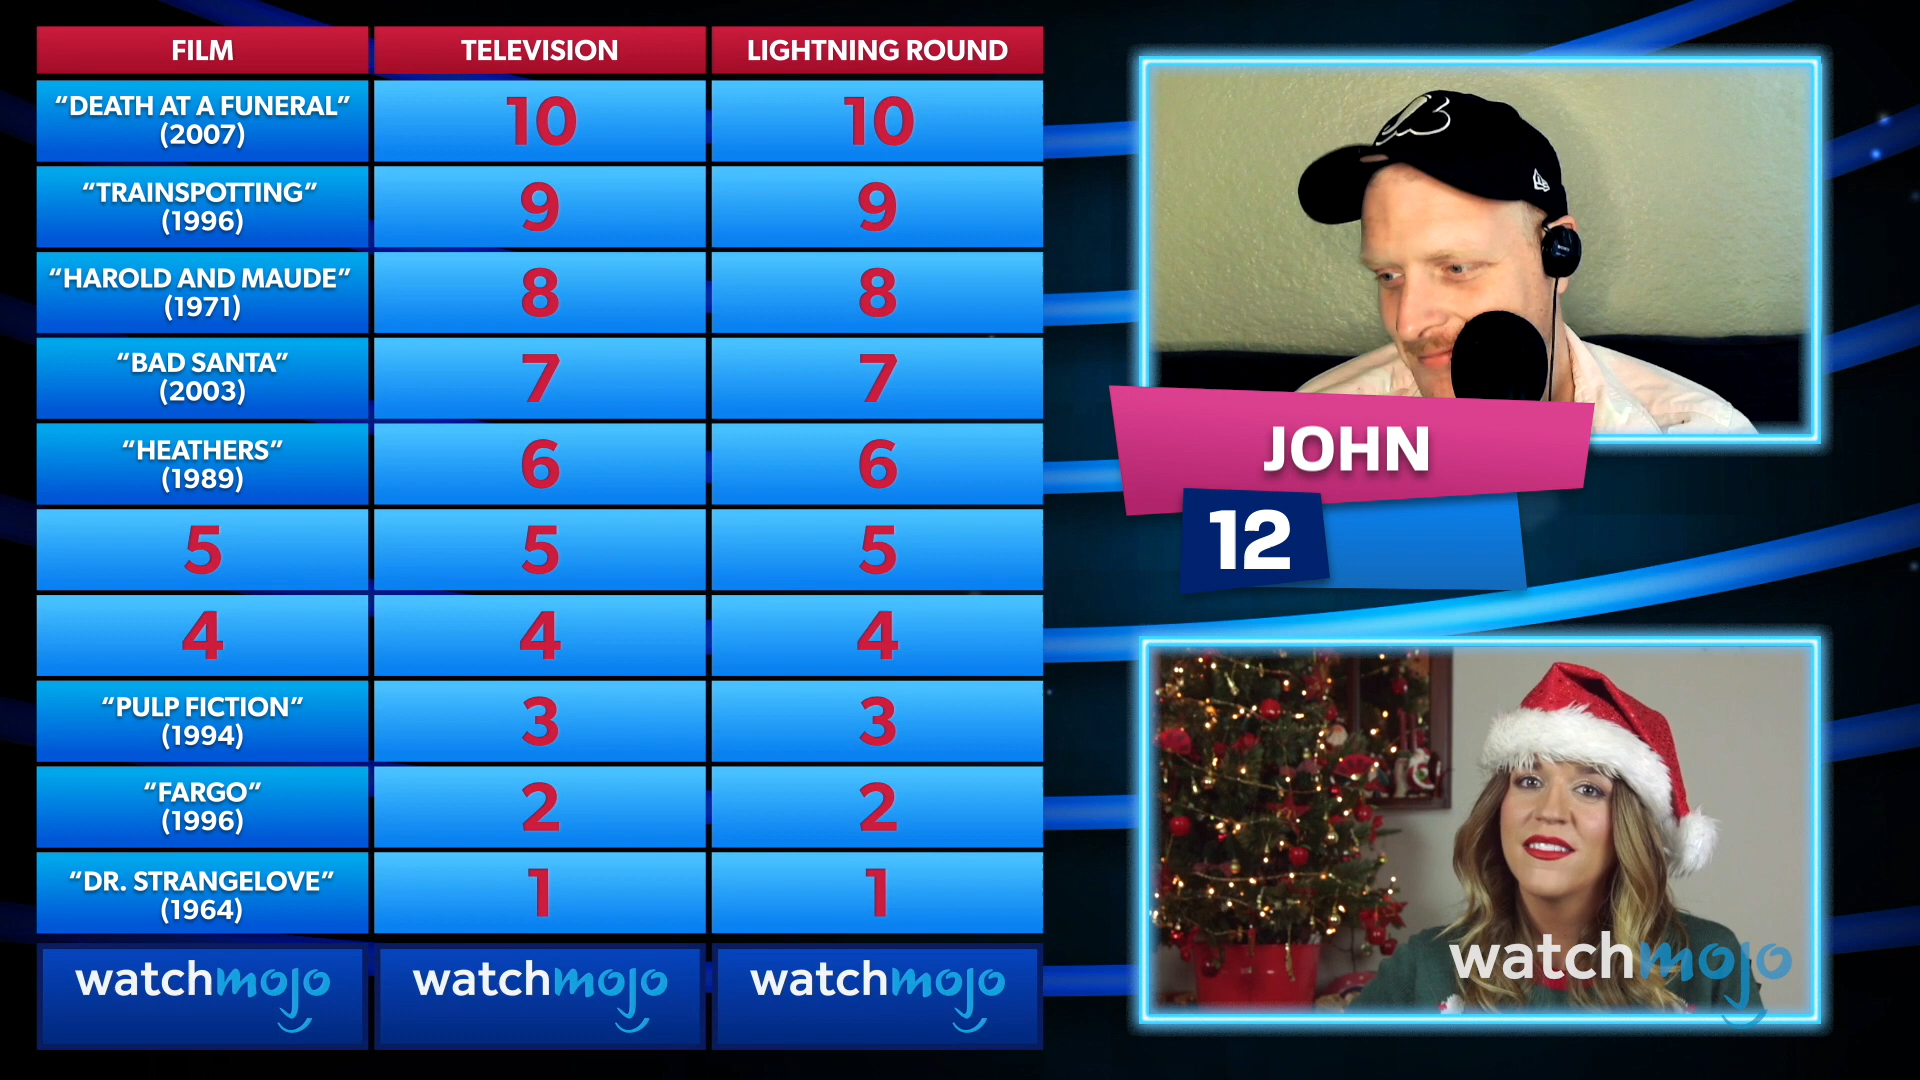 FILM
TELEVISION
LIGHTNING ROUND
“DEATH AT A FUNERAL”
(2007)
10
10
“TRAINSPOTTING”
(1996)
9
9
“HAROLD AND MAUDE”
(1971)
8
8
“BAD SANTA”
(2003)
7
7
“HEATHERS”
(1989)
6
6
5
5
5
4
4
4
“PULP FICTION”
(1994)
3
3
“FARGO”
(1996)
2
2
“DR. STRANGELOVE”
(1964)
1
1
watchmojo
watchmojo
watchmojo
JOHN
12
watchmojo